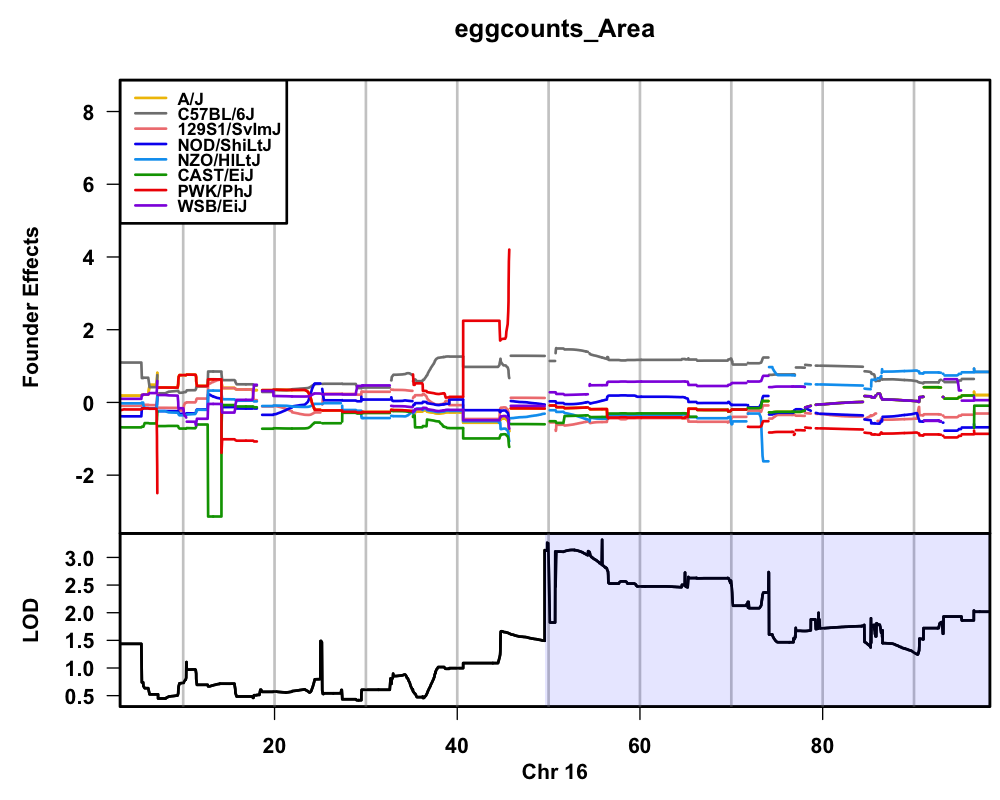 eggcounts_Area
A/J
C57BL/6J
129S1/SvImJ
NOD/ShiLtJ
NZO/HlLtJ
CAST/EiJ
PWK/PhJ
WSB/EiJ
Founder Effects
8
6
4
2
0
-2
LOD
3.0
2.5
2.0
1.5
1.0
0.5
20 40 60 80
Chr 16